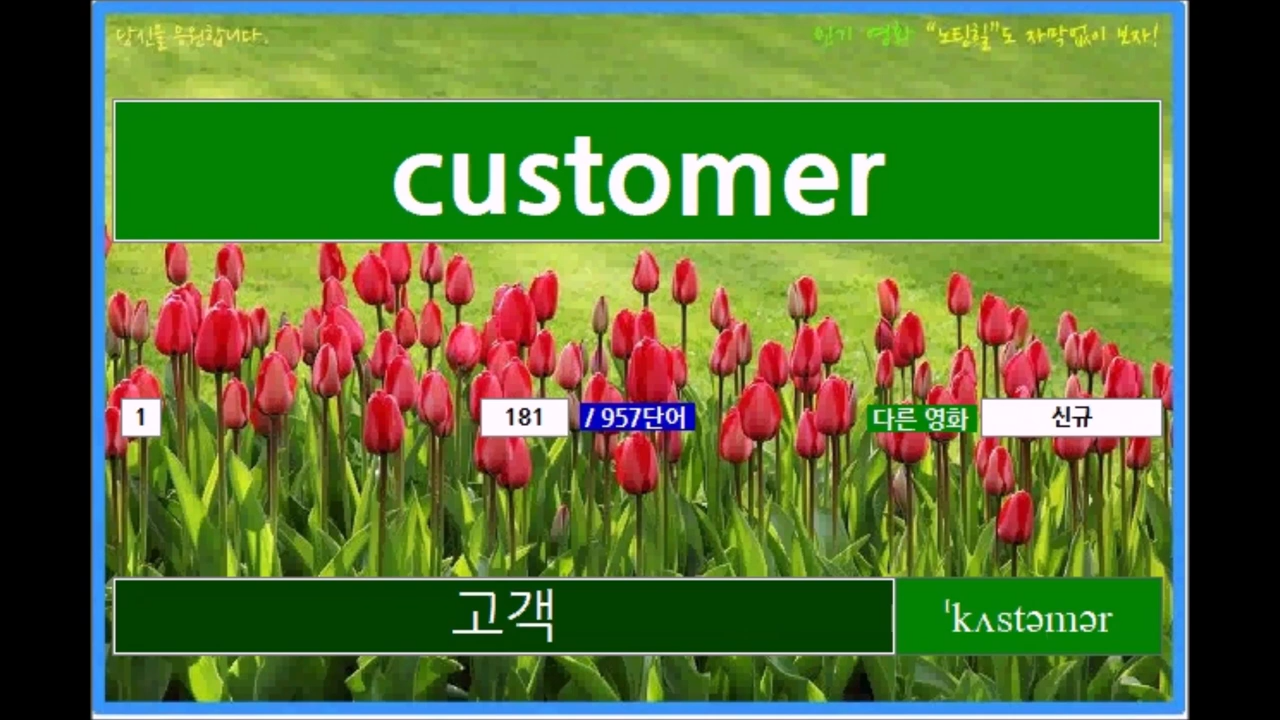 당신을 응원합니다.
인기 영화 “노팅힐”도 자막없이 보자!
customer
1 181 / 957단어 다른 영화 신규
고객 ˈkʌstəmər